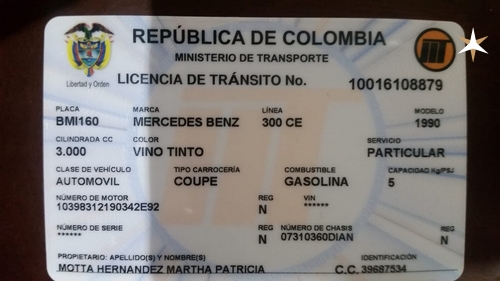 REPÚBLICA DE COLOMBIA
MINISTERIO DE TRANSPORTE
Libertad y Orden
LICENCIA DE TRÁNSITO No. 10016108879
PLACA MARCA LÍNEA MODELO
BMI160 MERCEDES BENZ 300 CE 1990
CILINDRADA CC COLOR SERVICIO
3.000 VINO TINTO PARTICULAR
CLASE DE VEHÍCULO TIPO CARROCERÍA COMBUSTIBLE CAPACIDAD Kg/PSJ
AUTOMOVIL COUPE GASOLINA 5
NÚMERO DE MOTOR REG VIN
10398312190342E92 N ******
NÚMERO DE SERIE REG NÚMERO DE CHASIS REG
****** N 07310360DIAN N
PROPIETARIO: APELLIDO(S) Y NOMBRE(S) IDENTIFICACIÓN
MOTTA HERNANDEZ MARTHA PATRICIA C.C. 39687534